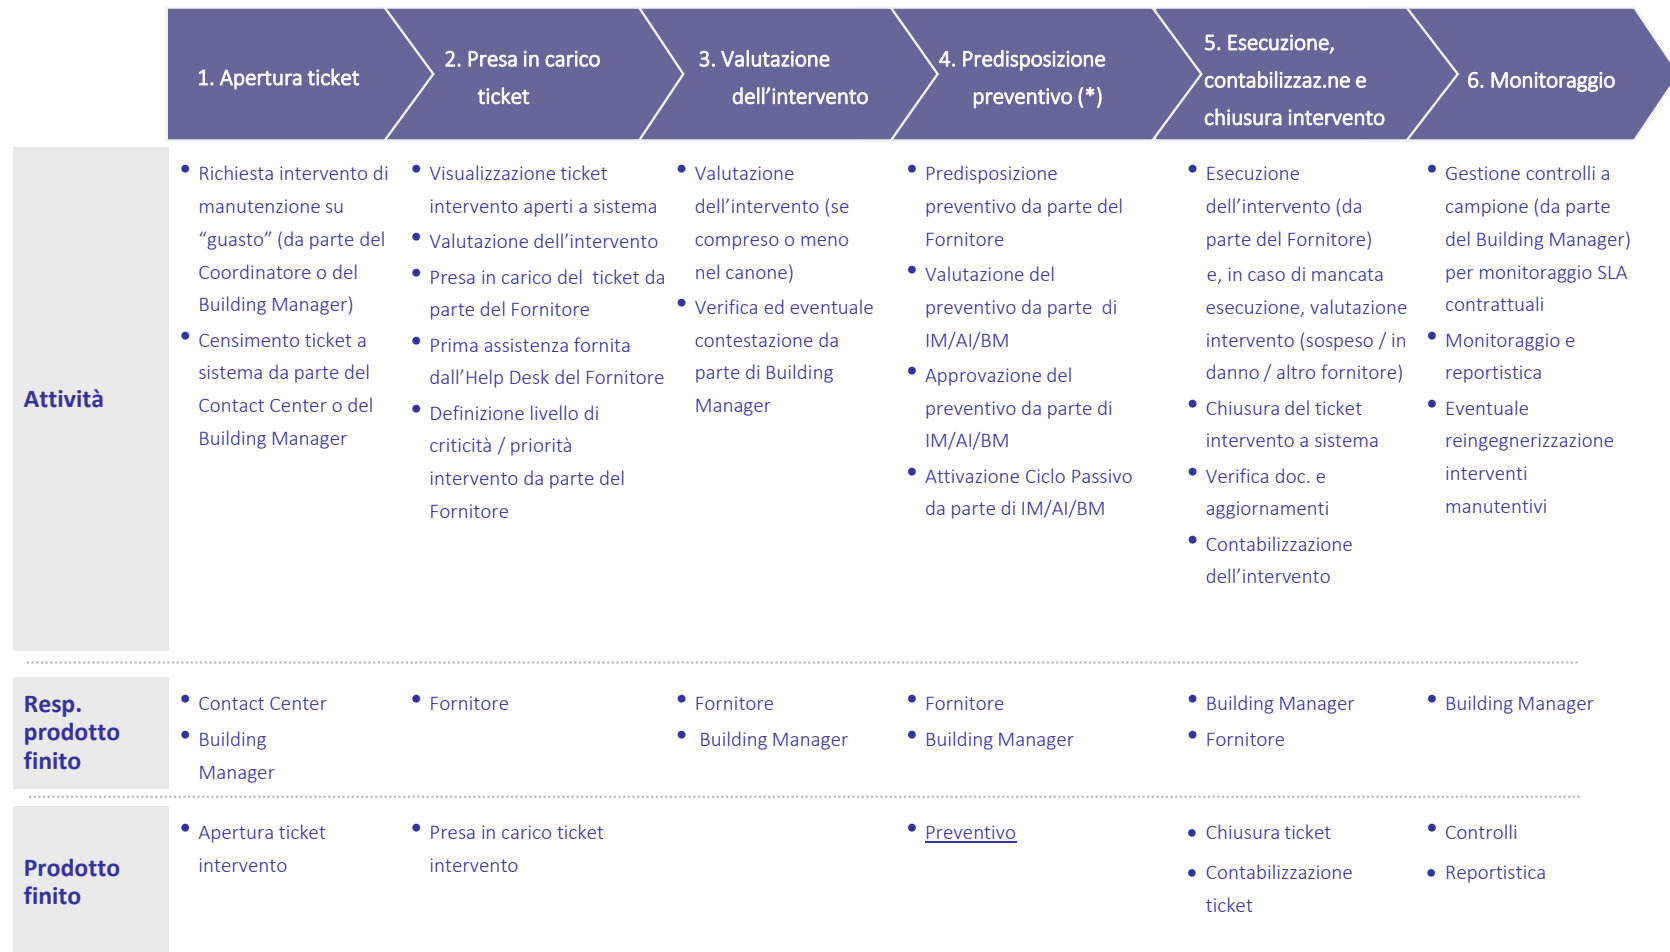 1. Apertura ticket
2. Presa in carico
ticket
3. Valutazione
dell’intervento
4. Predisposizione
preventivo (*)
5. Esecuzione,
contabilizzaz.ne e
chiusura intervento
6. Monitoraggio
Attività
• Richiesta intervento di
manutenzione su
“guasto” (da parte del
Coordinatore o del
Building Manager)
• Censimento ticket a
sistema da parte del
Contact Center o del
Building Manager
• Visualizzazione ticket
intervento aperti a sistema
• Valutazione dell’intervento
• Presa in carico del ticket da
parte del Fornitore
• Prima assistenza fornita
dall’Help Desk del Fornitore
• Definizione livello di
criticità / priorità
intervento da parte del
Fornitore
• Valutazione
dell’intervento (se
compreso o meno
nel canone)
• Verifica ed eventuale
contestazione da
parte di Building
Manager
• Predisposizione
preventivo da parte del
Fornitore
• Valutazione del
preventivo da parte di
IM/AI/BM
• Approvazione del
preventivo da parte di
IM/AI/BM
• Attivazione Ciclo Passivo
da parte di IM/AI/BM
• Esecuzione
dell’intervento (da
parte del Fornitore)
e, in caso di mancata
esecuzione, valutazione
intervento (sospeso / in
danno / altro fornitore)
• Chiusura del ticket
intervento a sistema
• Verifica doc. e
aggiornamenti
• Contabilizzazione
dell’intervento
• Gestione controlli a
campione (da parte
del Building Manager)
per monitoraggio SLA
contrattuali
• Monitoraggio e
reportistica
• Eventuale
reingegnerizzazione
interventi
manutentivi
Resp.
prodotto
finito
• Contact Center
• Building
Manager
• Fornitore
• Fornitore
• Building Manager
• Fornitore
• Building Manager
• Building Manager
• Fornitore
• Building Manager
Prodotto
finito
• Apertura ticket
intervento
• Presa in carico ticket
intervento
• Preventivo
• Chiusura ticket
• Contabilizzazione
ticket
• Controlli
• Reportistica